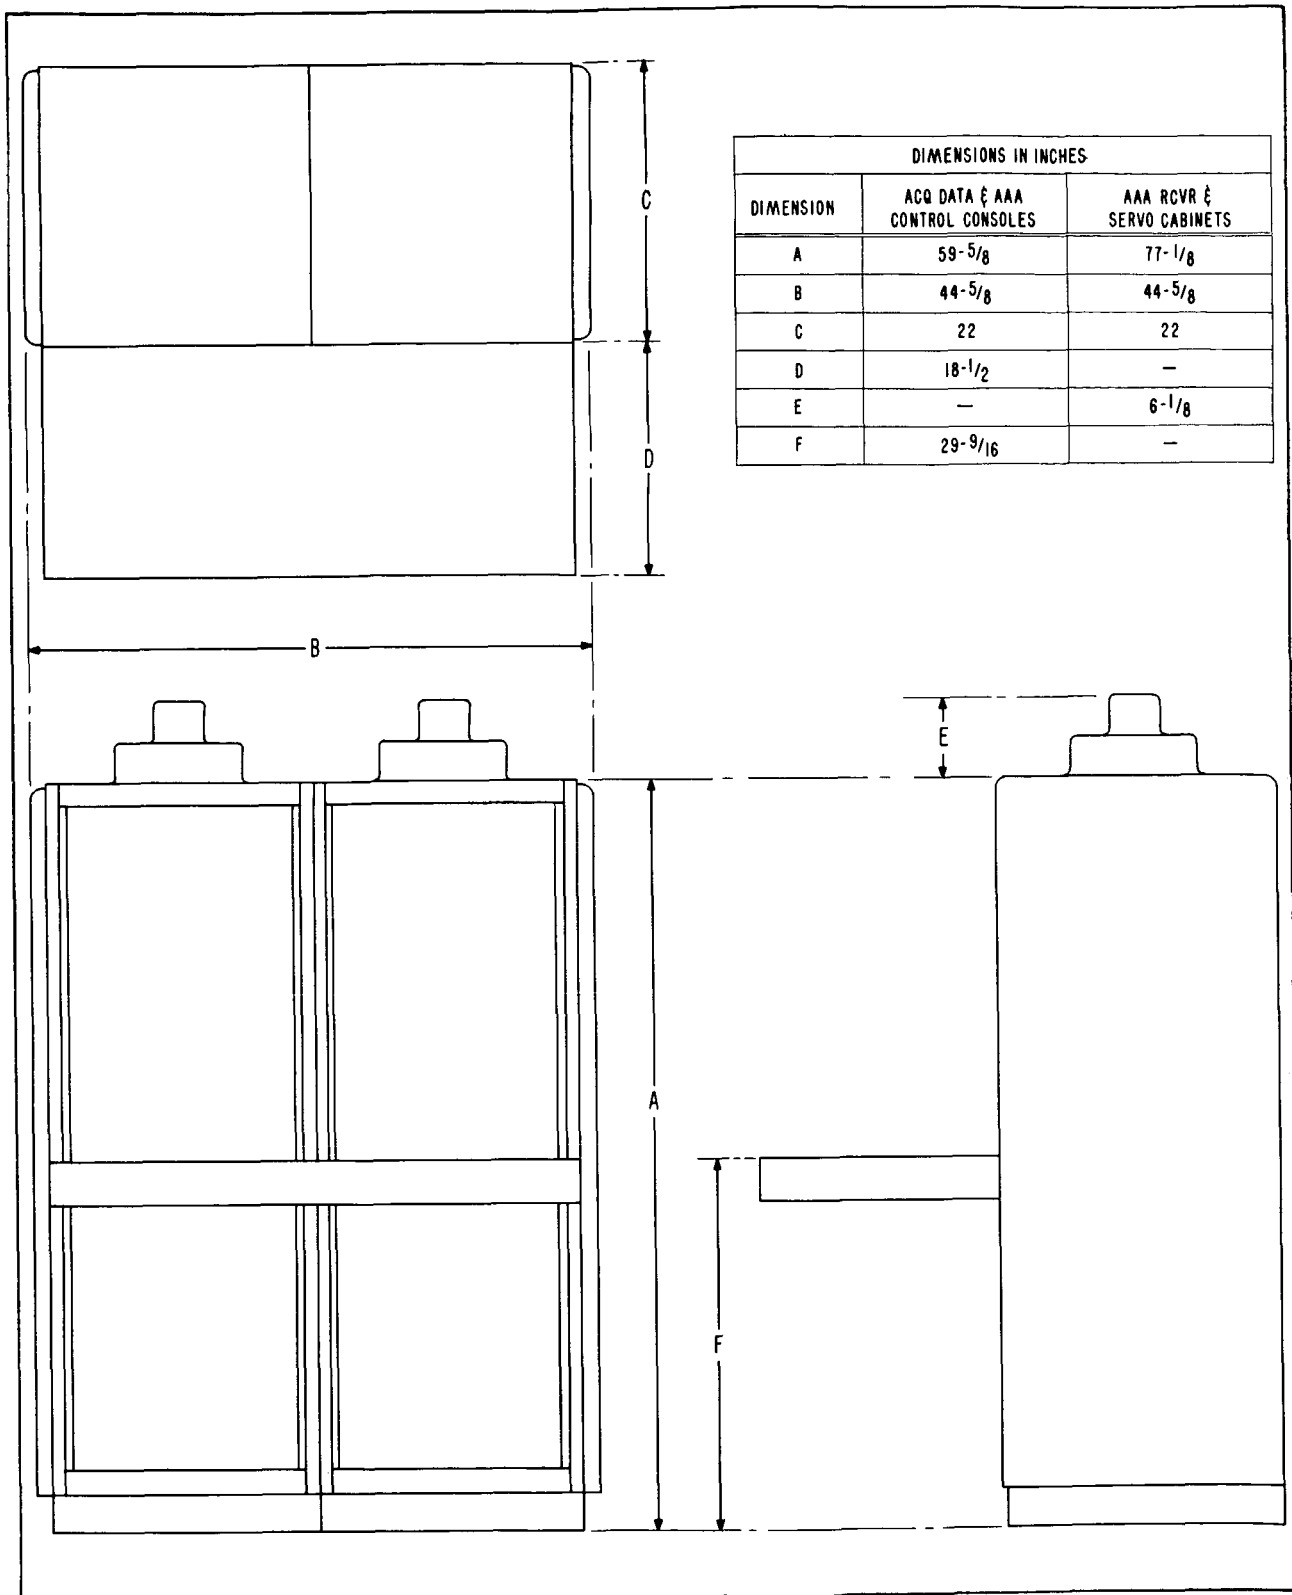 DIMENSIONS IN INCHES
DIMENSION ACQ DATA & AAA CONTROL CONSOLES AAA RCVR & SERVO CABINETS
A 59-5/8 77-1/8
B 44-5/8 44-5/8
C 22 22
D 18-1/2 —
E — 6-1/8
F 29-9/16 —
C
D
B
E
A
F